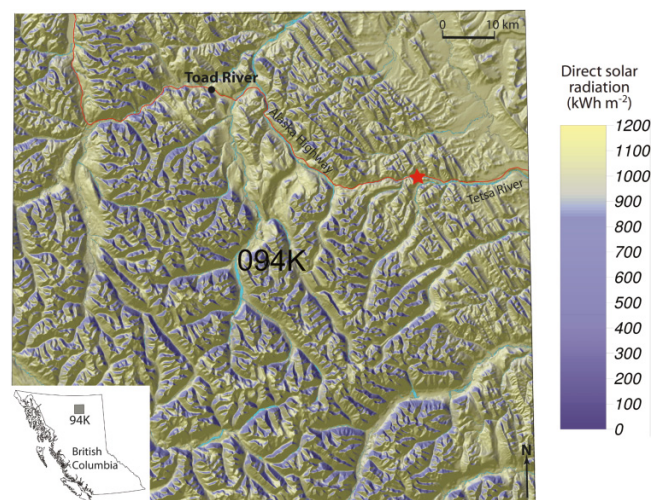 0 10 km
Toad River
Alaska Highway
Tetsa River
094K
94K
British
Columbia
N
Direct solar
radiation
(kWh m⁻²)
1200
1100
1000
900
800
700
600
500
400
300
200
100
0